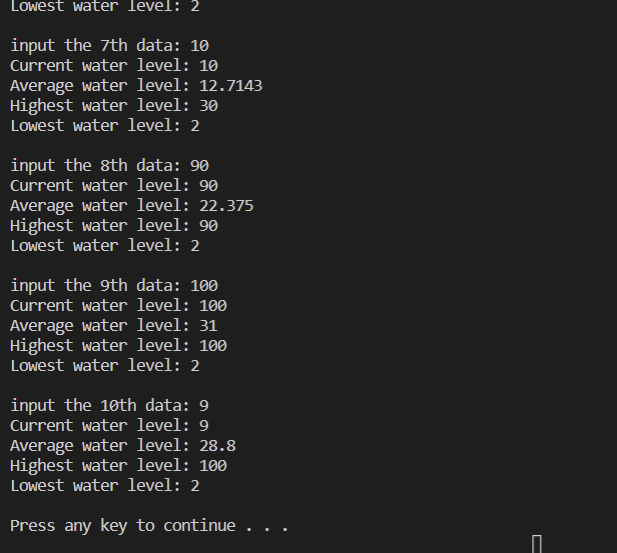 Lowest water level: 2
input the 7th data: 10
Current water level: 10
Average water level: 12.7143
Highest water level: 30
Lowest water level: 2
input the 8th data: 90
Current water level: 90
Average water level: 22.375
Highest water level: 90
Lowest water level: 2
input the 9th data: 100
Current water level: 100
Average water level: 31
Highest water level: 100
Lowest water level: 2
input the 10th data: 9
Current water level: 9
Average water level: 28.8
Highest water level: 100
Lowest water level: 2
Press any key to continue . . .